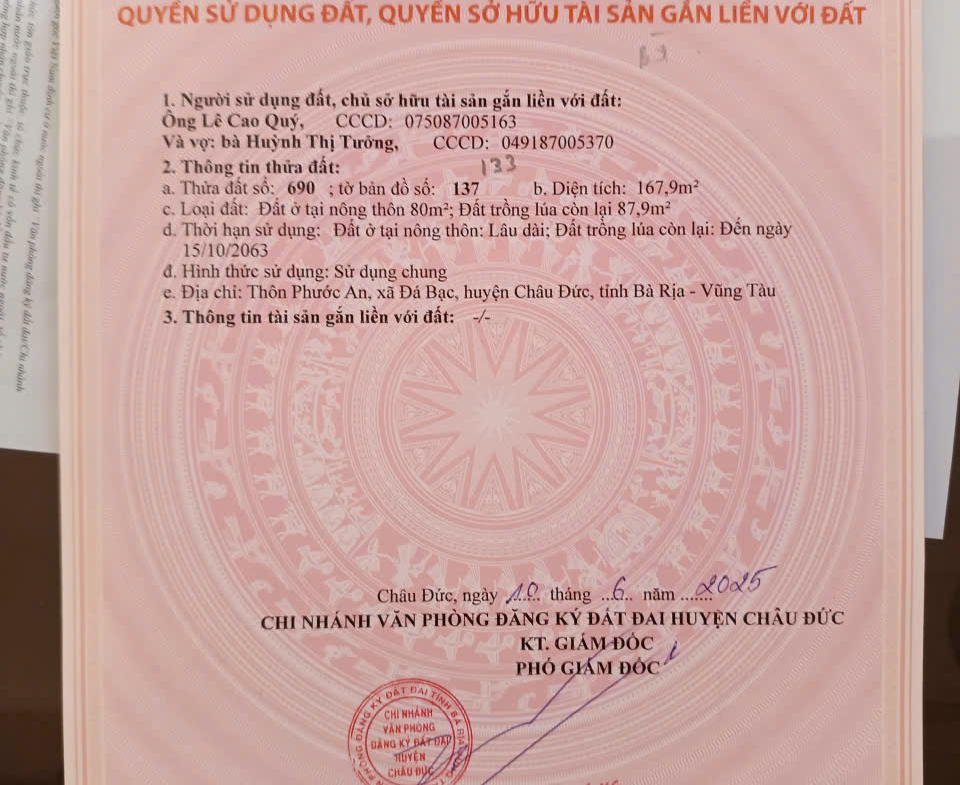 QUYỀN SỬ DỤNG ĐẤT, QUYỀN SỞ HỮU TÀI SẢN GẮN LIỀN VỚI ĐẤT
1. Người sử dụng đất, chủ sở hữu tài sản gắn liền với đất:
Ông Lê Cao Quý, CCCD: 075087005163
Và vợ: bà Huỳnh Thị Tưởng, CCCD: 049187005370
2. Thông tin thửa đất:
133
a. Thửa đất số: 690 ; tờ bản đồ số: 137 b. Diện tích: 167,9m²
c. Loại đất: Đất ở tại nông thôn 80m²; Đất trồng lúa còn lại 87,9m²
d. Thời hạn sử dụng: Đất ở tại nông thôn: Lâu dài; Đất trồng lúa còn lại: Đến ngày
15/10/2063
đ. Hình thức sử dụng: Sử dụng chung
e. Địa chỉ: Thôn Phước An, xã Đá Bạc, huyện Châu Đức, tỉnh Bà Rịa - Vũng Tàu
3. Thông tin tài sản gắn liền với đất: -/-
Châu Đức, ngày 10 tháng 6 năm 2025
CHI NHÁNH VĂN PHÒNG ĐĂNG KÝ ĐẤT ĐAI HUYỆN CHÂU ĐỨC
KT. GIÁM ĐỐC
PHÓ GIÁM ĐỐC
CHI NHÁNH
VĂN PHÒNG
ĐĂNG KÝ ĐẤT ĐAI
HUYỆN
CHÂU ĐỨC